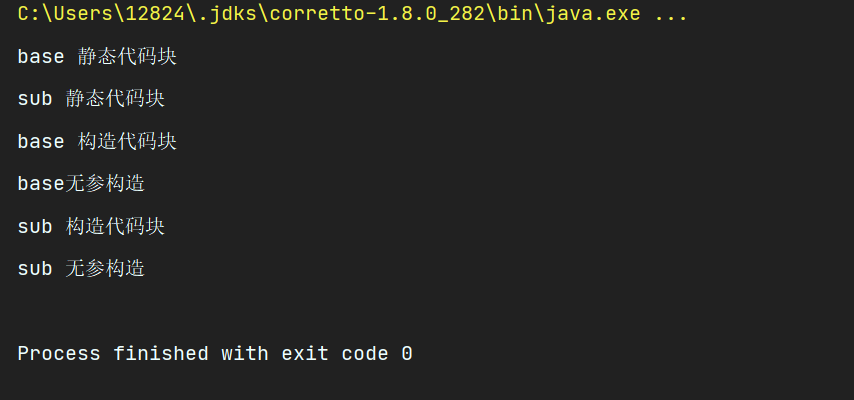 C:\Users\12824\.jdks\corretto-1.8.0_282\bin\java.exe ...
base 静态代码块
sub 静态代码块
base 构造代码块
base无参构造
sub 构造代码块
sub 无参构造
Process finished with exit code 0